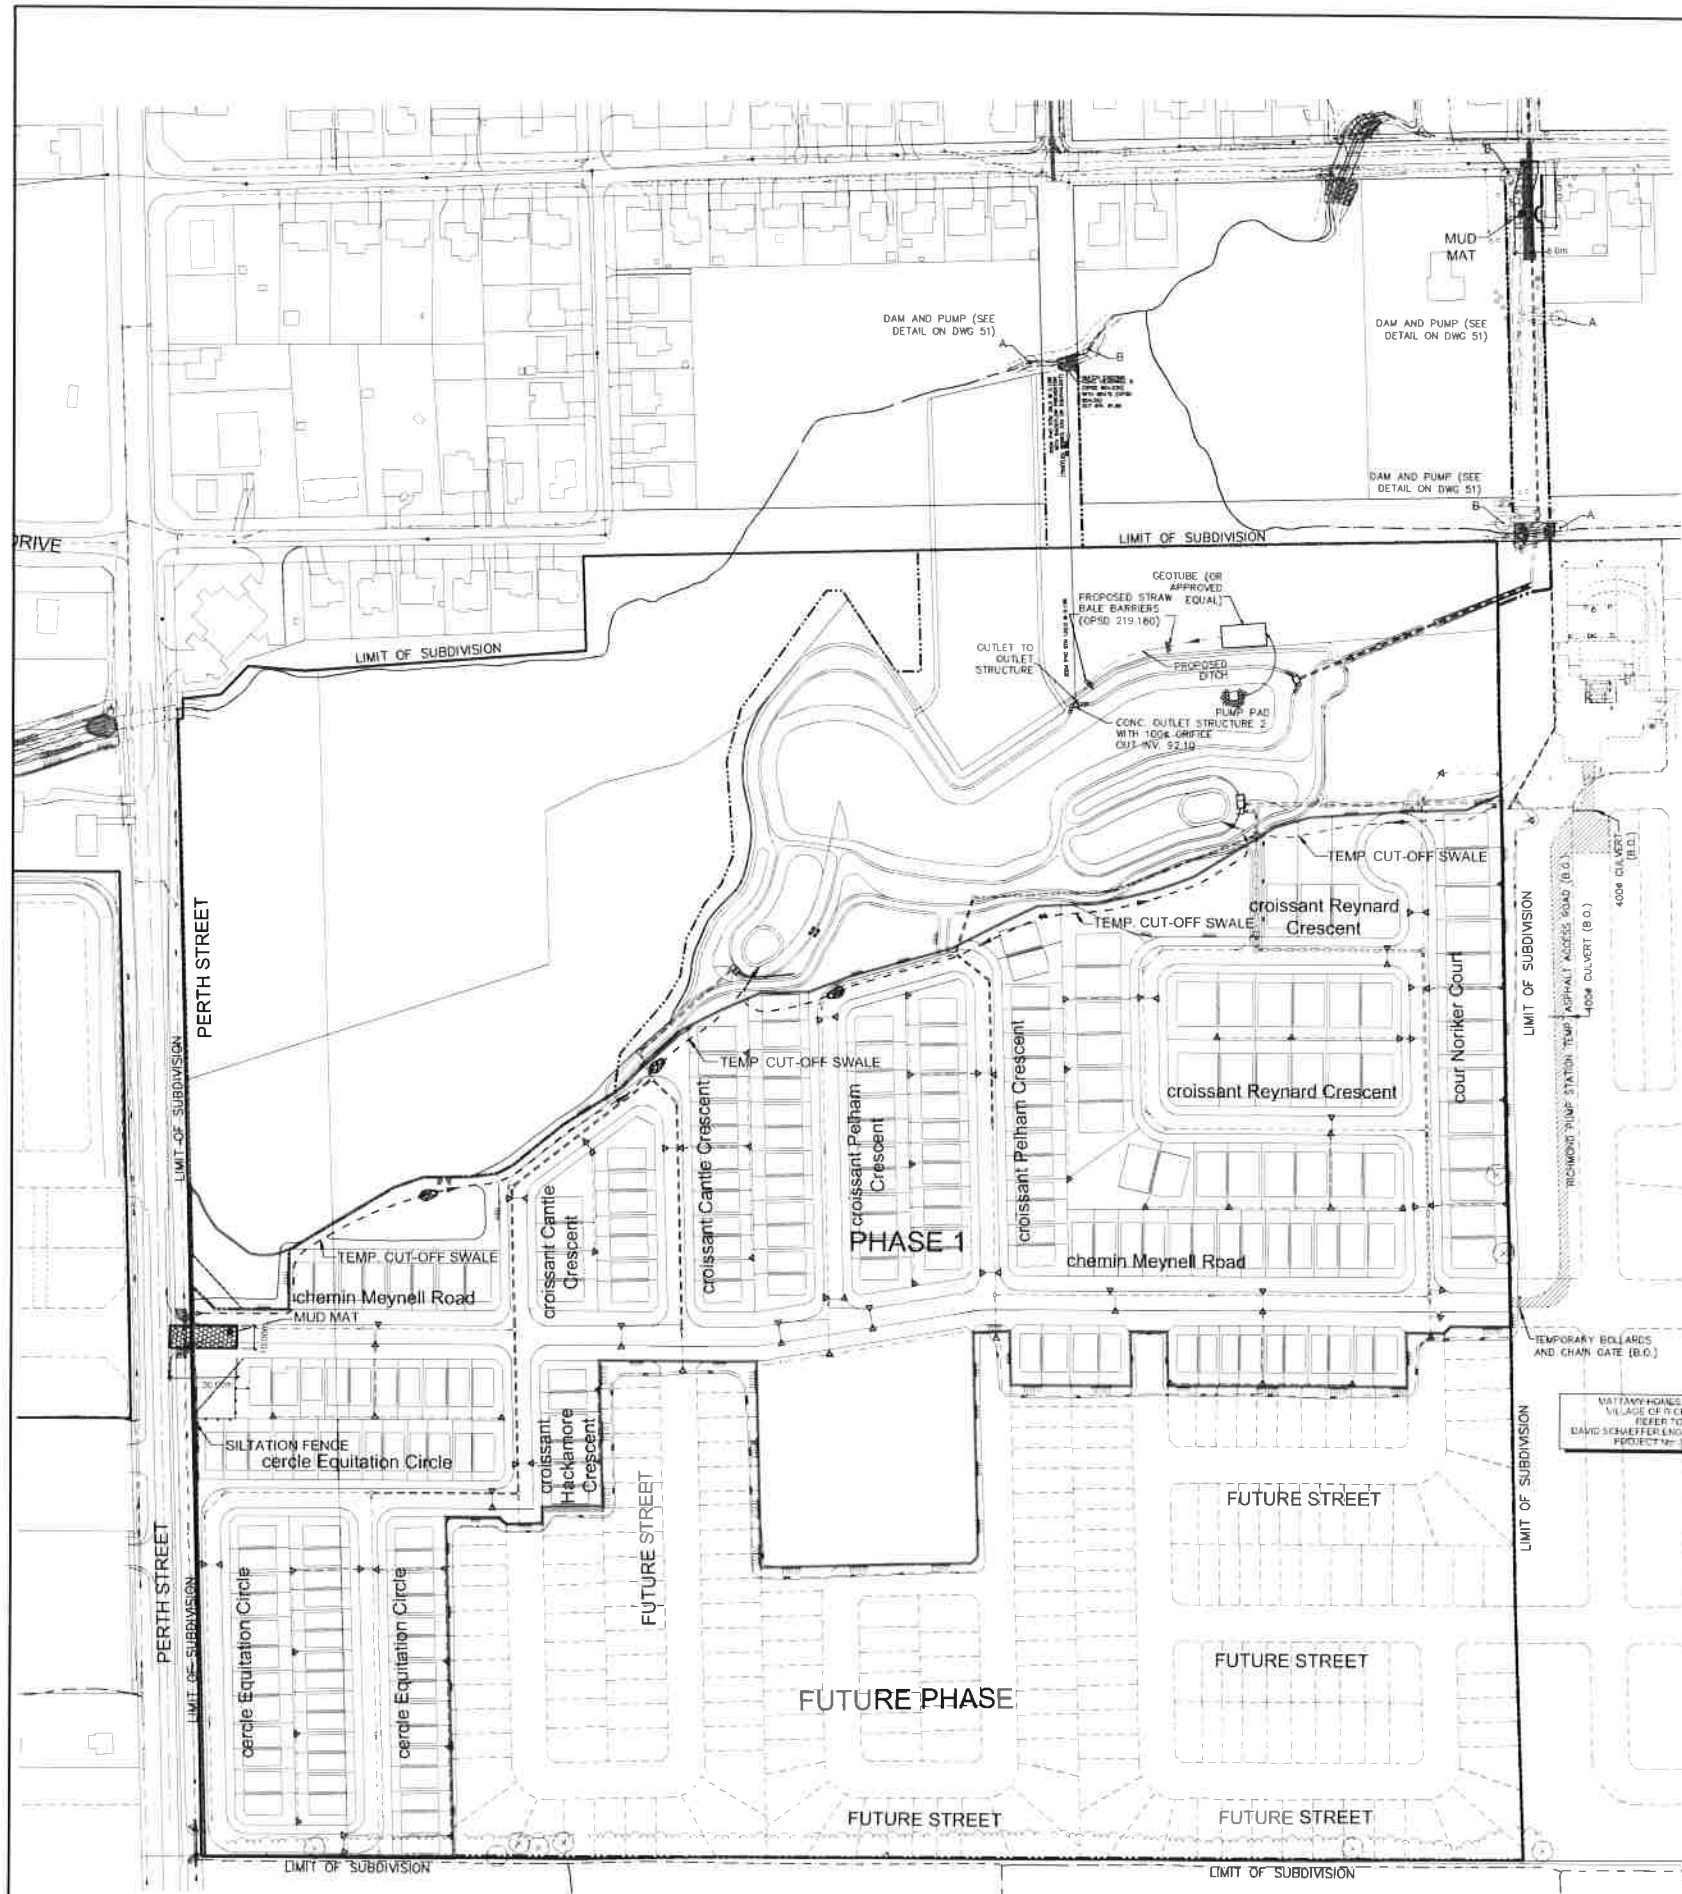 MUD
MAT
8.0m
DAM AND PUMP (SEE
DETAIL ON DWG 51)
A
B
DAM AND PUMP (SEE
DETAIL ON DWG 51)
A
B
DAM AND PUMP (SEE
DETAIL ON DWG 51)
B
A
DRIVE
LIMIT OF SUBDIVISION
GEOTUBE (OR
APPROVED
EQUAL)
PROPOSED STRAW
BALE BARRIERS
(OPSD 219.180)
OUTLET TO
OUTLET
STRUCTURE
PROPOSED
DITCH
LIMIT OF SUBDIVISION
PUMP PAD
CONC. OUTLET STRUCTURE 2
WITH 100ø ORIFICE
OUT INV. 92.10
TEMP. CUT-OFF SWALE
400ø CULVERT
(B.O.)
PERTH STREET
croissant Reynard
Crescent
TEMP. CUT-OFF SWALE
LIMIT OF SUBDIVISION
400ø CULVERT (B.O.)
RICHMOND PUMP STATION TEMP. ASPHALT ACCESS ROAD (B.O.)
cour Noriker Court
LIMIT OF SUBDIVISION
TEMP. CUT-OFF SWALE
croissant Reynard Crescent
croissant Cantle Crescent
croissant Pelham
Crescent
croissant Pelham Crescent
croissant Cantle
Crescent
PHASE 1
TEMP. CUT-OFF SWALE
chemin Meynell Road
chemin Meynell Road
MUD MAT
TEMPORARY BOLLARDS
AND CHAIN GATE (B.O.)
MATTAMY HOMES
REFER TO
SILTATION FENCE
cercle Equitation Circle
croissant
Hackamore
Crescent
LIMIT OF SUBDIVISION
FUTURE STREET
FUTURE STREET
PERTH STREET
LIMIT OF SUBDIVISION
cercle Equitation Circle
cercle Equitation Circle
FUTURE STREET
FUTURE PHASE
FUTURE STREET
FUTURE STREET
LIMIT OF SUBDIVISION
LIMIT OF SUBDIVISION